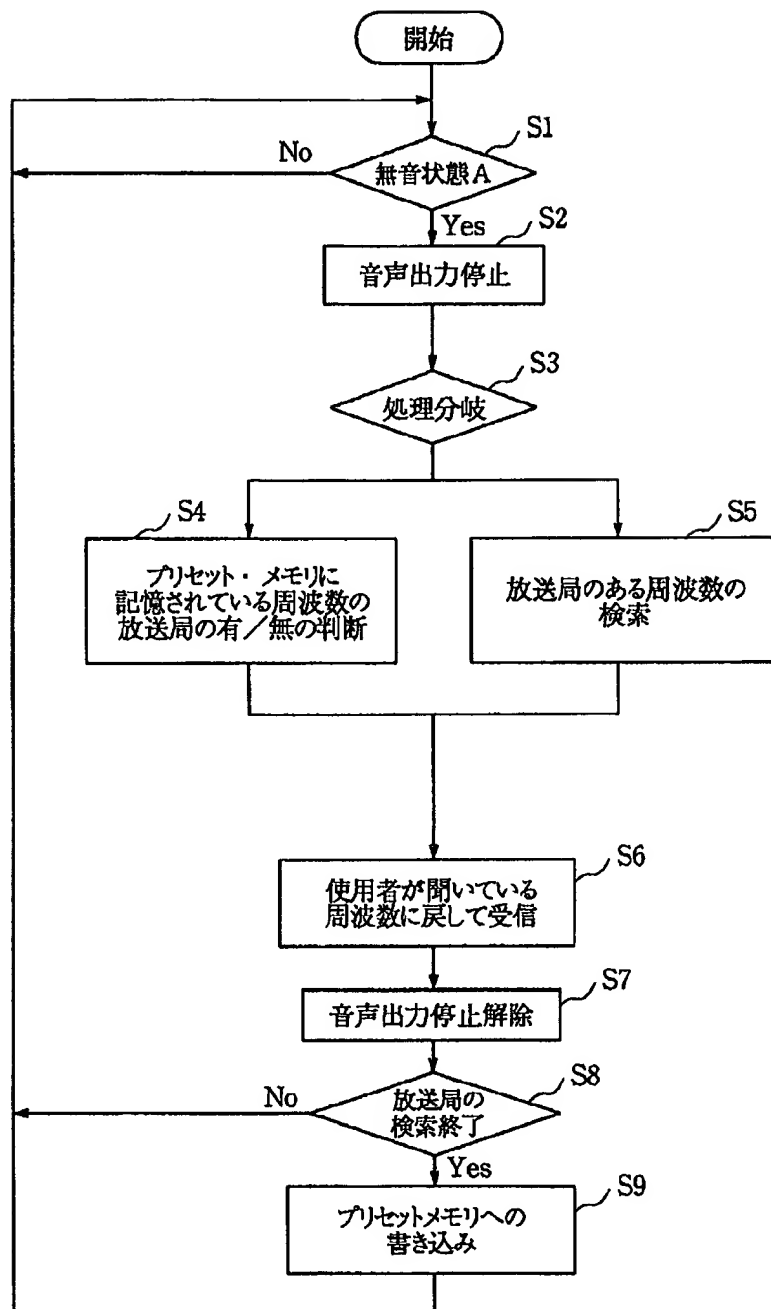 開始
S1
No
無音状態A
Yes
S2
音声出力停止
S3
処理分岐
S4
プリセット・メモリに
記憶されている周波数の
放送局の有／無の判断
S5
放送局のある周波数の
検索
S6
使用者が聞いている
周波数に戻して受信
S7
音声出力停止解除
S8
No
放送局の
検索終了
Yes
S9
プリセットメモリへの
書き込み